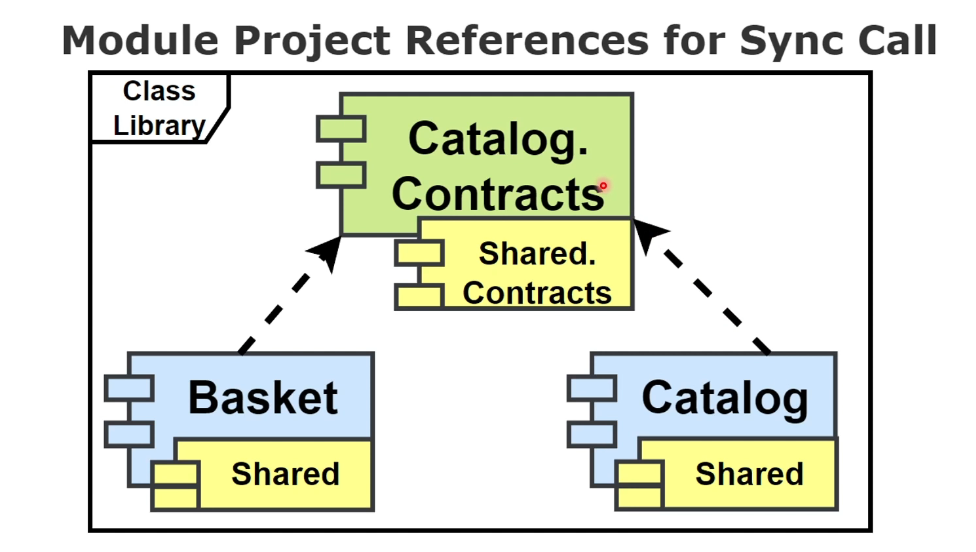 Module Project References for Sync Call
Class
Library
Catalog.
Contracts
Shared.
Contracts
Basket
Shared
Catalog
Shared